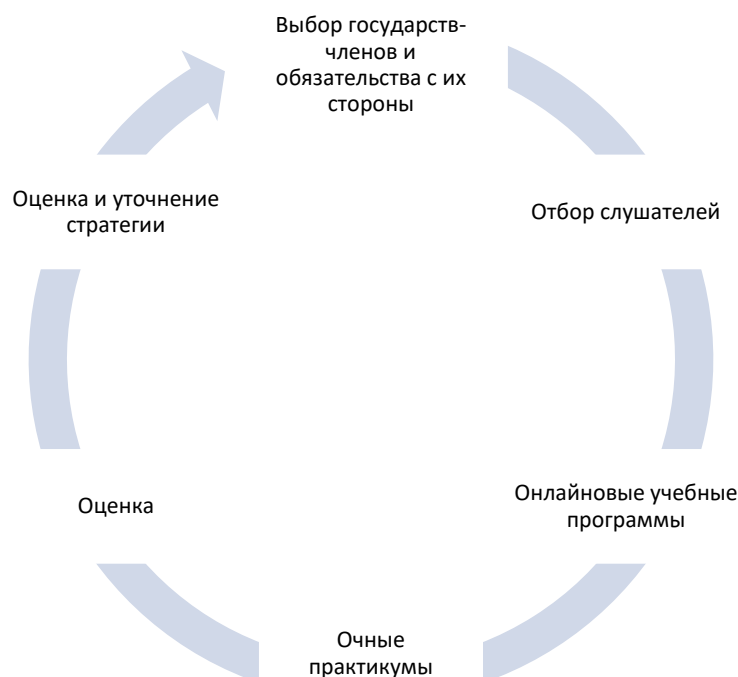 Выбор государств-
членов и
обязательства с их
стороны
Отбор слушателей
Онлайновые учебные
программы
Очные
практикумы
Оценка
Оценка и уточнение
стратегии